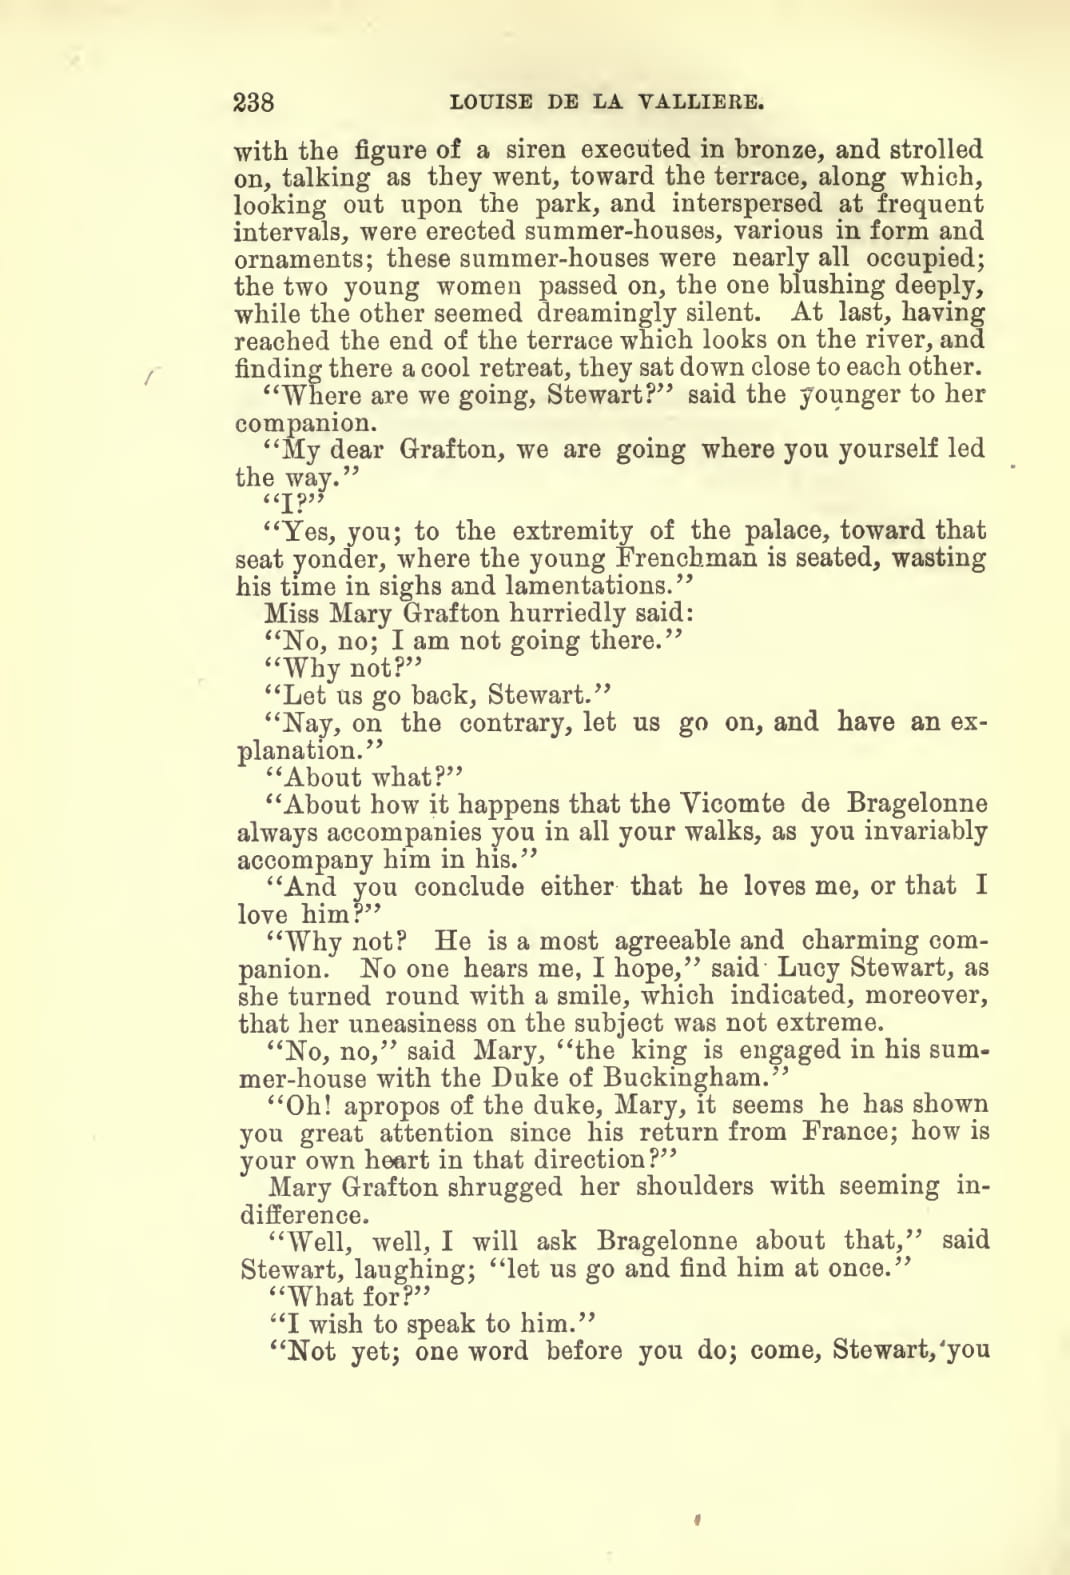 238 LOUISE DE LA VALLIERE.
with the figure of a siren executed in bronze, and strolled
on, talking as they went, toward the terrace, along which,
looking out upon the park, and interspersed at frequent
intervals, were erected summer-houses, various in form and
ornaments; these summer-houses were nearly all occupied;
the two young women passed on, the one blushing deeply,
while the other seemed dreamingly silent. At last, having
reached the end of the terrace which looks on the river, and
finding there a cool retreat, they sat down close to each other.
“Where are we going, Stewart?” said the younger to her
companion.
“My dear Grafton, we are going where you yourself led
the way.”
“I?”
“Yes, you; to the extremity of the palace, toward that
seat yonder, where the young Frenchman is seated, wasting
his time in sighs and lamentations.”
Miss Mary Grafton hurriedly said:
“No, no; I am not going there.”
“Why not?”
“Let us go back, Stewart.”
“Nay, on the contrary, let us go on, and have an ex-
planation.”
“About what?”
“About how it happens that the Vicomte de Bragelonne
always accompanies you in all your walks, as you invariably
accompany him in his.”
“And you conclude either that he loves me, or that I
love him?”
“Why not? He is a most agreeable and charming com-
panion. No one hears me, I hope,” said Lucy Stewart, as
she turned round with a smile, which indicated, moreover,
that her uneasiness on the subject was not extreme.
“No, no,” said Mary, “the king is engaged in his sum-
mer-house with the Duke of Buckingham.”
“Oh! apropos of the duke, Mary, it seems he has shown
you great attention since his return from France; how is
your own heart in that direction?”
Mary Grafton shrugged her shoulders with seeming in-
difference.
“Well, well, I will ask Bragelonne about that,” said
Stewart, laughing; “let us go and find him at once.”
“What for?”
“I wish to speak to him.”
“Not yet; one word before you do; come, Stewart, you